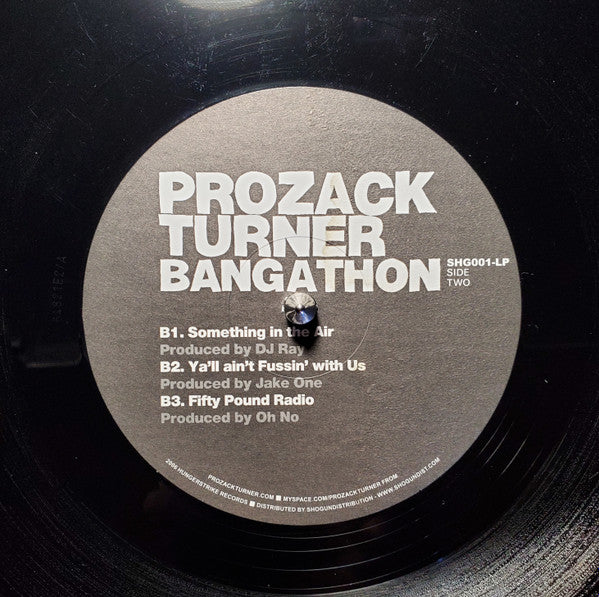 PROZACK
TURNER
BANGATHON
SHG001-LP
SIDE
TWO
B1. Something in the Air
Produced by DJ Ray
B2. Ya'll ain't Fussin' with Us
Produced by Jake One
B3. Fifty Pound Radio
Produced by Oh No
PROZACKTURNER.COM ■ MYSPACE.COM/PROZACKTURNER FROM
2006 HUNGERSTRIKE RECORDS ■ DISTRIBUTED BY SHOGUNDISTRIBUTION - WWW.SHOGUNDIST.COM